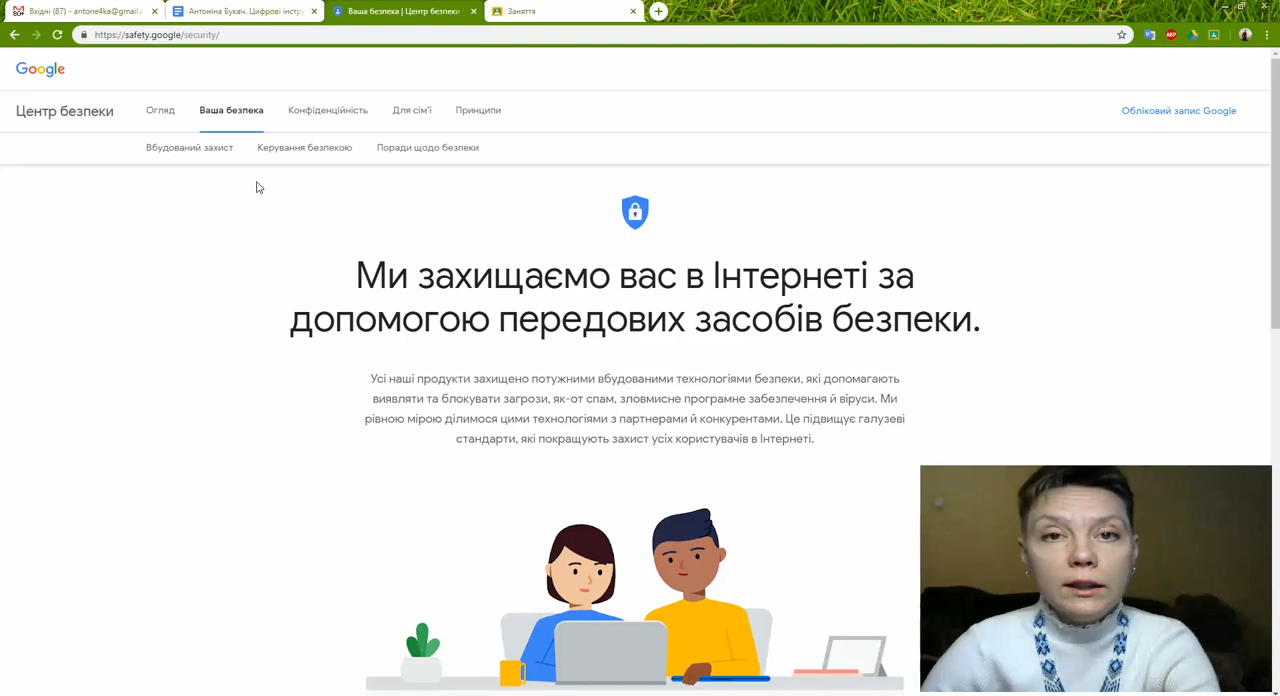 Вхідні (87) - antone4ka@gmail.c
Антоніна Букач. Цифрові інстр
Ваша безпека | Центр безпеки
Заняття
https://safety.google/security/
Google
Центр безпеки
Огляд
Ваша безпека
Конфіденційність
Для сім'ї
Принципи
Обліковий запис Google
Вбудований захист
Керування безпекою
Поради щодо безпеки
Ми захищаємо вас в Інтернеті за
допомогою передових засобів безпеки.
Усі наші продукти захищено потужними вбудованими технологіями безпеки, які допомагають
виявляти та блокувати загрози, як-от спам, зловмисне програмне забезпечення й віруси. Ми
рівною мірою ділимося цими технологіями з партнерами й конкурентами. Це підвищує галузеві
стандарти, які покращують захист усіх користувачів в Інтернеті.